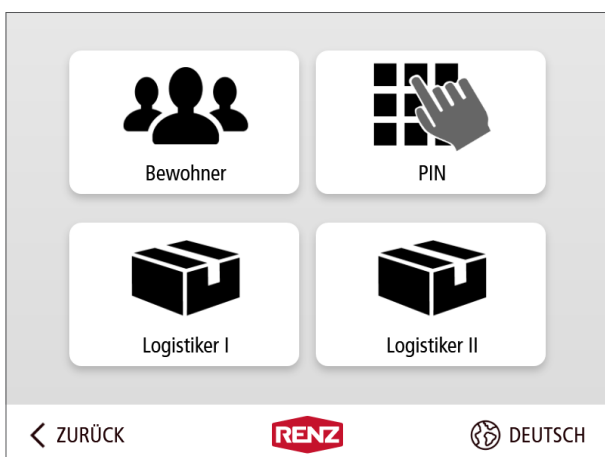 Bewohner
PIN
Logistiker I
Logistiker II
ZURÜCK
RENZ
DEUTSCH